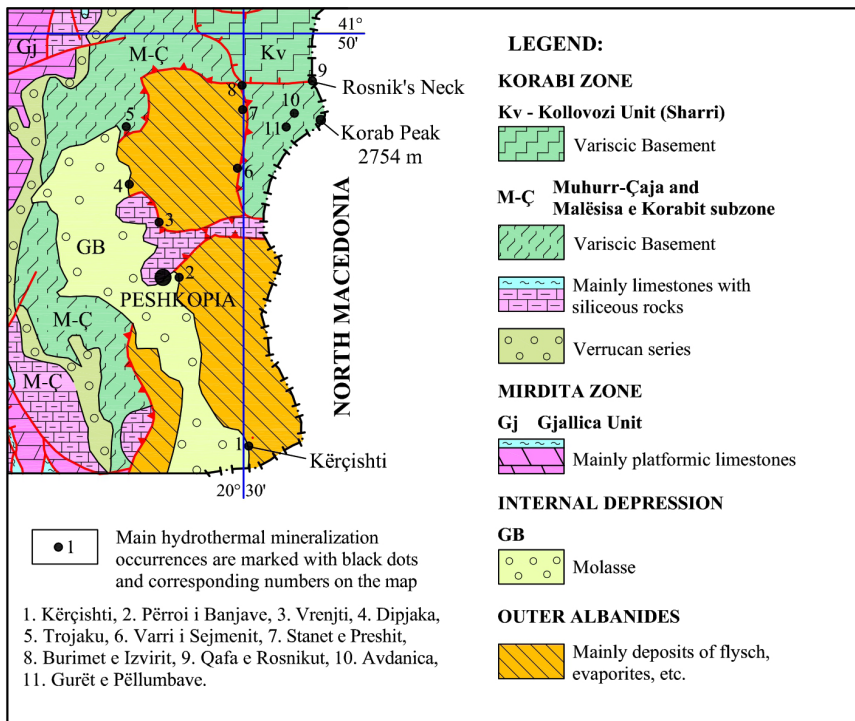 41°
50'
Gj
M-Ç
Kv
9
Rosnik's Neck
8
7
10
5
11
Korab Peak
2754 m
6
4
3
GB
2
PESHKOPIA
NORTH MACEDONIA
M-Ç
M-Ç
1
Kërçishti
20° 30'
● 1
Main hydrothermal mineralization
occurrences are marked with black dots
and corresponding numbers on the map
1. Kërçishti, 2. Përroi i Banjave, 3. Vrenjti, 4. Dipjaka,
5. Trojaku, 6. Varri i Sejmenit, 7. Stanet e Preshit,
8. Burimet e Izvirit, 9. Qafa e Rosnikut, 10. Avdanica,
11. Gurët e Pëllumbave.
LEGEND:
KORABI ZONE
Kv - Kollovozi Unit (Sharri)
Variscic Basement
M-Ç Muhurr-Çaja and
Malësisa e Korabit subzone
Variscic Basement
Mainly limestones with
siliceous rocks
Verrucan series
MIRDITA ZONE
Gj Gjallica Unit
Mainly platformic limestones
INTERNAL DEPRESSION
GB
Molasse
OUTER ALBANIDES
Mainly deposits of flysch,
evaporites, etc.